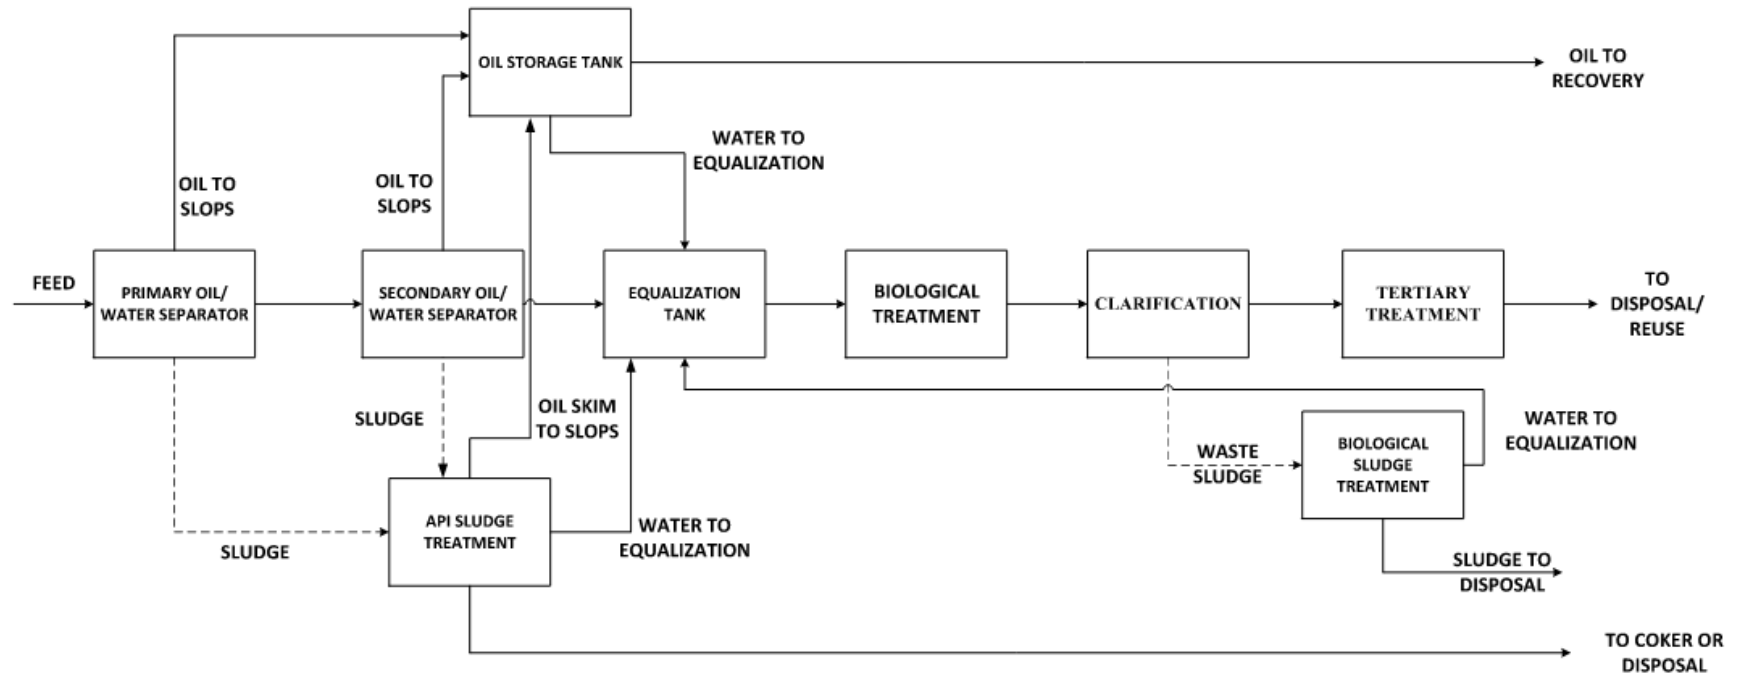 OIL STORAGE TANK
OIL TO
RECOVERY
WATER TO
EQUALIZATION
OIL TO
SLOPS
OIL TO
SLOPS
FEED
PRIMARY OIL/
WATER SEPARATOR
SECONDARY OIL/
WATER SEPARATOR
EQUALIZATION
TANK
BIOLOGICAL
TREATMENT
CLARIFICATION
TERTIARY
TREATMENT
TO
DISPOSAL/
REUSE
SLUDGE
OIL SKIM
TO SLOPS
WASTE
SLUDGE
BIOLOGICAL
SLUDGE
TREATMENT
WATER TO
EQUALIZATION
SLUDGE
API SLUDGE
TREATMENT
WATER TO
EQUALIZATION
SLUDGE TO
DISPOSAL
TO COKER OR
DISPOSAL